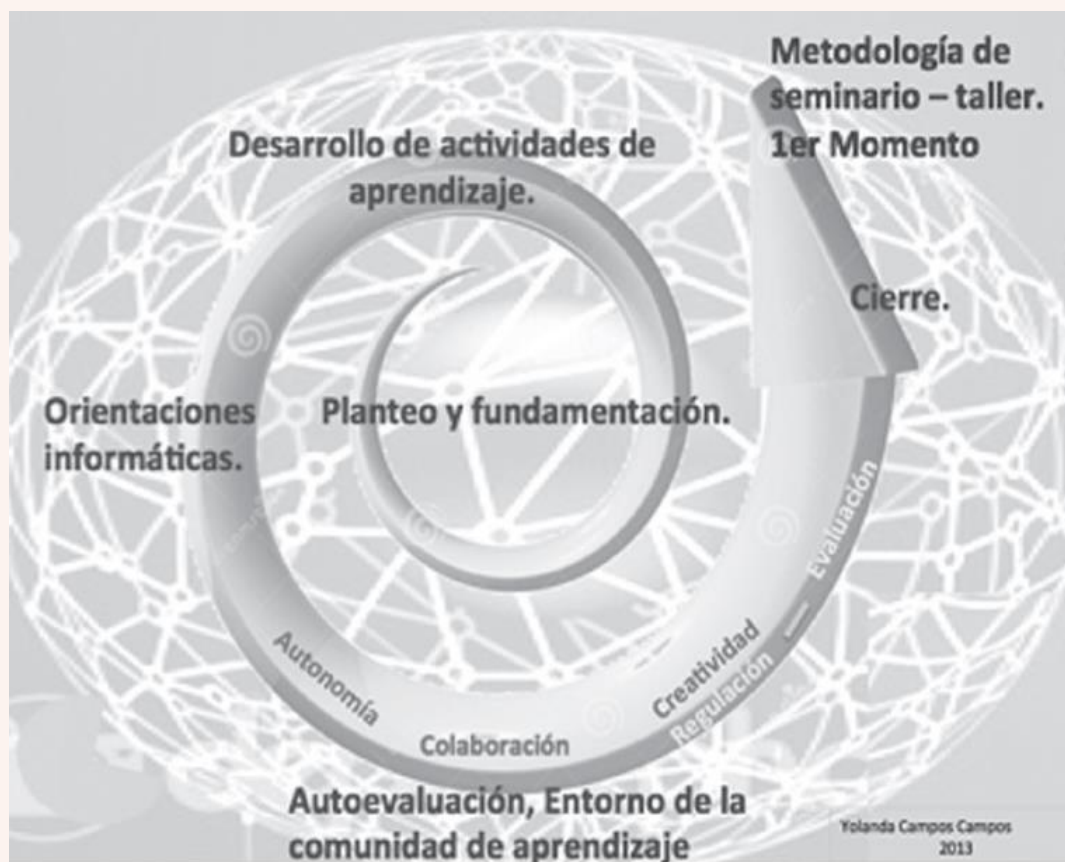 Metodología de
seminario – taller.
1er Momento
Desarrollo de actividades de
aprendizaje.
Cierre.
Orientaciones
informáticas.
Planteo y fundamentación.
Autonomía
Colaboración
Creatividad
Regulación — Evaluación
Autoevaluación, Entorno de la
comunidad de aprendizaje
Yolanda Campos Campos
2013